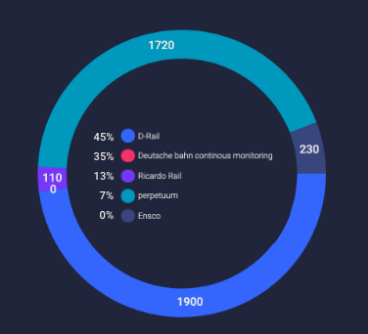 1720
230
45% D-Rail
35% Deutsche bahn continous monitoring
13% Ricardo Rail
110
7% perpetuum
0
0% Ensco
1900